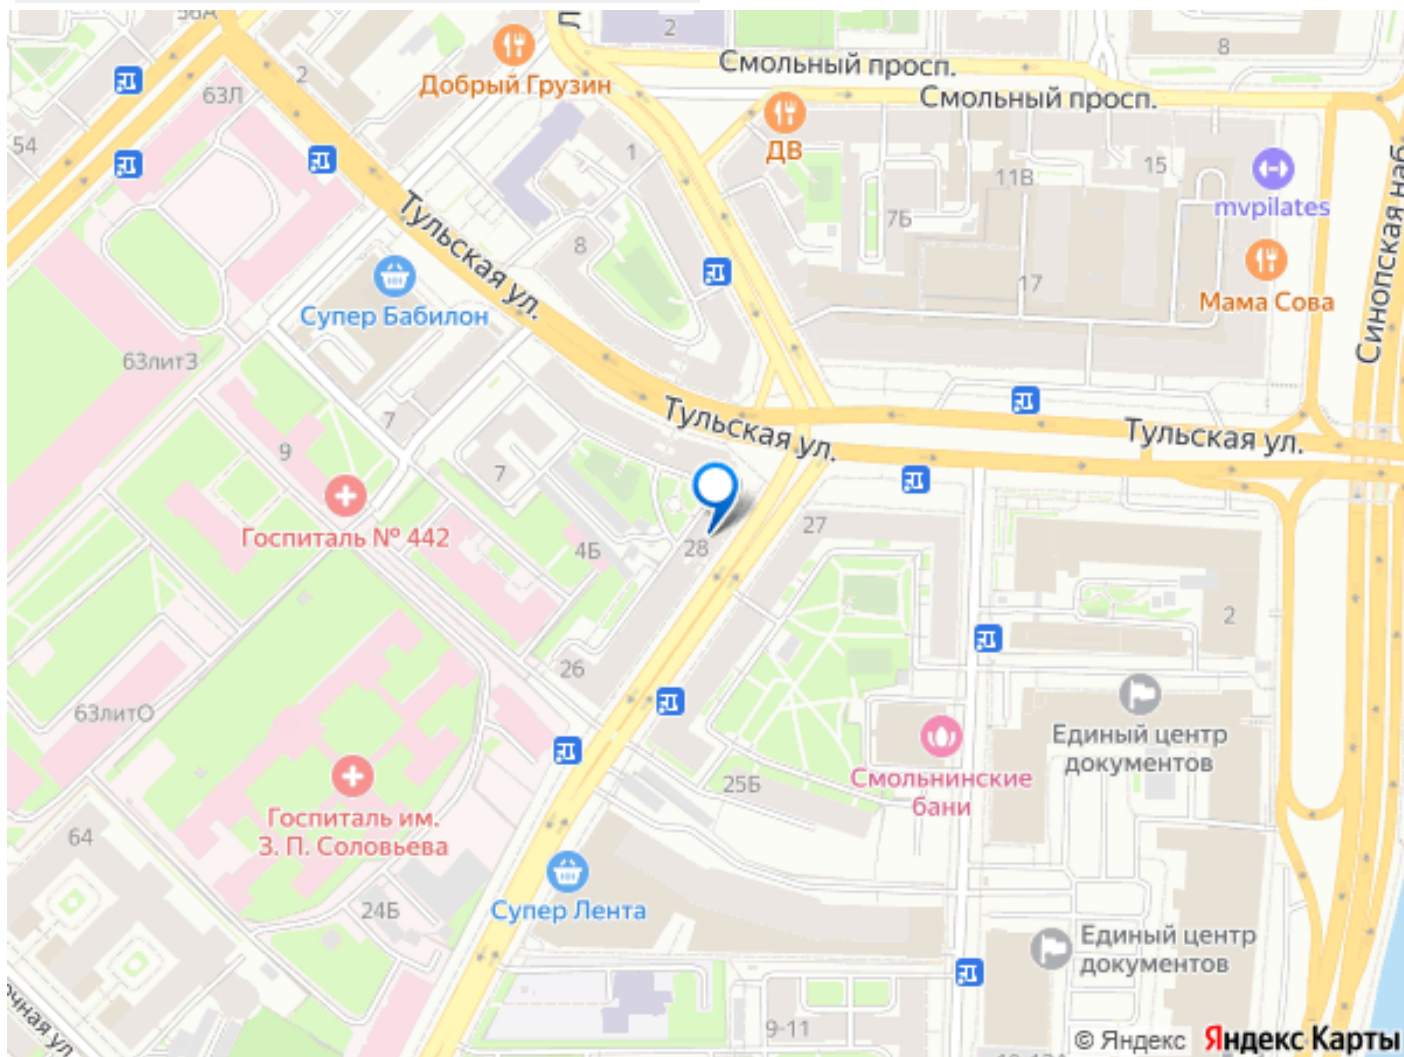 56А
2
8
Смольный просп.
Добрый Грузин
Смольный просп.
63Л
2
ДВ
54
1
15
11В
mvpilates
Тульская ул.
7Б
8
Синопская наб
17
Мама Сова
Супер Бабилон
63литЗ
Тульская ул.
7
Тульская ул.
9
7
Госпиталь № 442
27
4Б
28
2
26
63литО
Единый центр
документов
Смольнинские
бани
25Б
Госпиталь им.
З. П. Соловьева
64
24Б
Супер Лента
Единый центр
документов
очная ул.
9-11
© Яндекс Яндекс Карты